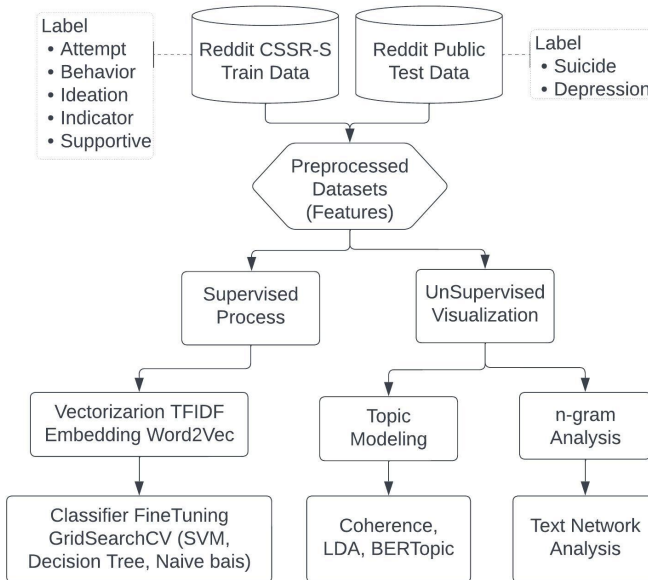 Label
• Attempt
• Behavior
• Ideation
• Indicator
• Supportive
Reddit CSSR-S
Train Data
Reddit Public
Test Data
Label
• Suicide
• Depression
Preprocessed
Datasets
(Features)
Supervised
Process
UnSupervised
Visualization
Vectorizarion TFIDF
Embedding Word2Vec
Topic
Modeling
n-gram
Analysis
Classifier FineTuning
GridSearchCV (SVM,
Decision Tree, Naive bais)
Coherence,
LDA, BERTopic
Text Network
Analysis